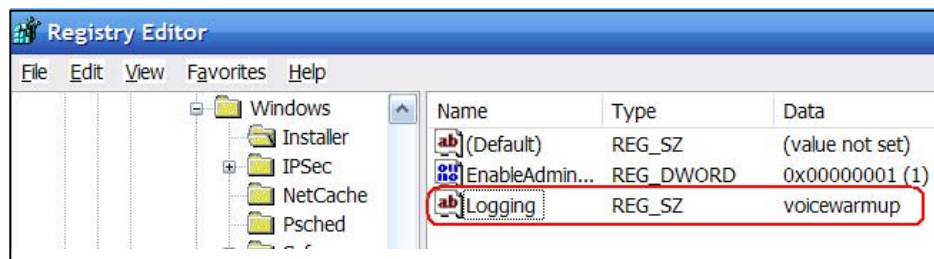 Registry Editor
File Edit View Favorites Help
Windows
Installer
IPSec
NetCache
Psched
Name Type Data
(Default) REG_SZ (value not set)
EnableAdmin... REG_DWORD 0x00000001 (1)
Logging REG_SZ voicewarmup